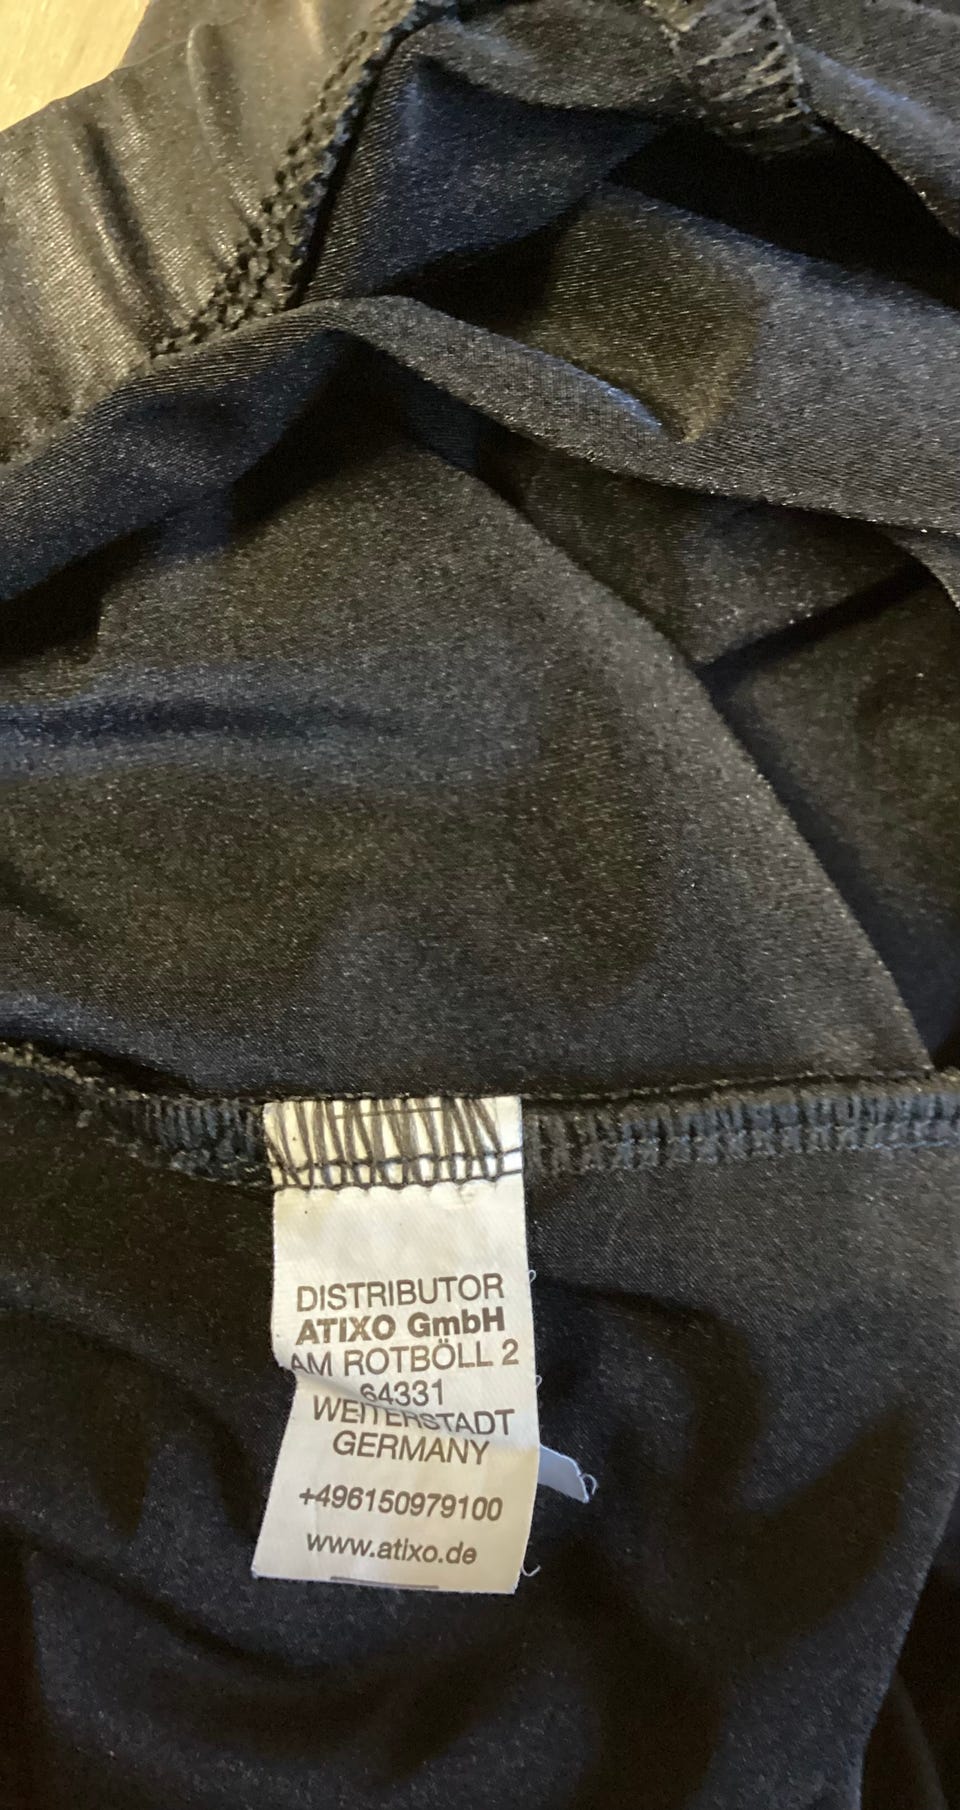 DISTRIBUTOR
ATIXO GmbH
AM ROTBÖLL 2
64331
WEITERSTADT
GERMANY
+496150979100
www.atixo.de